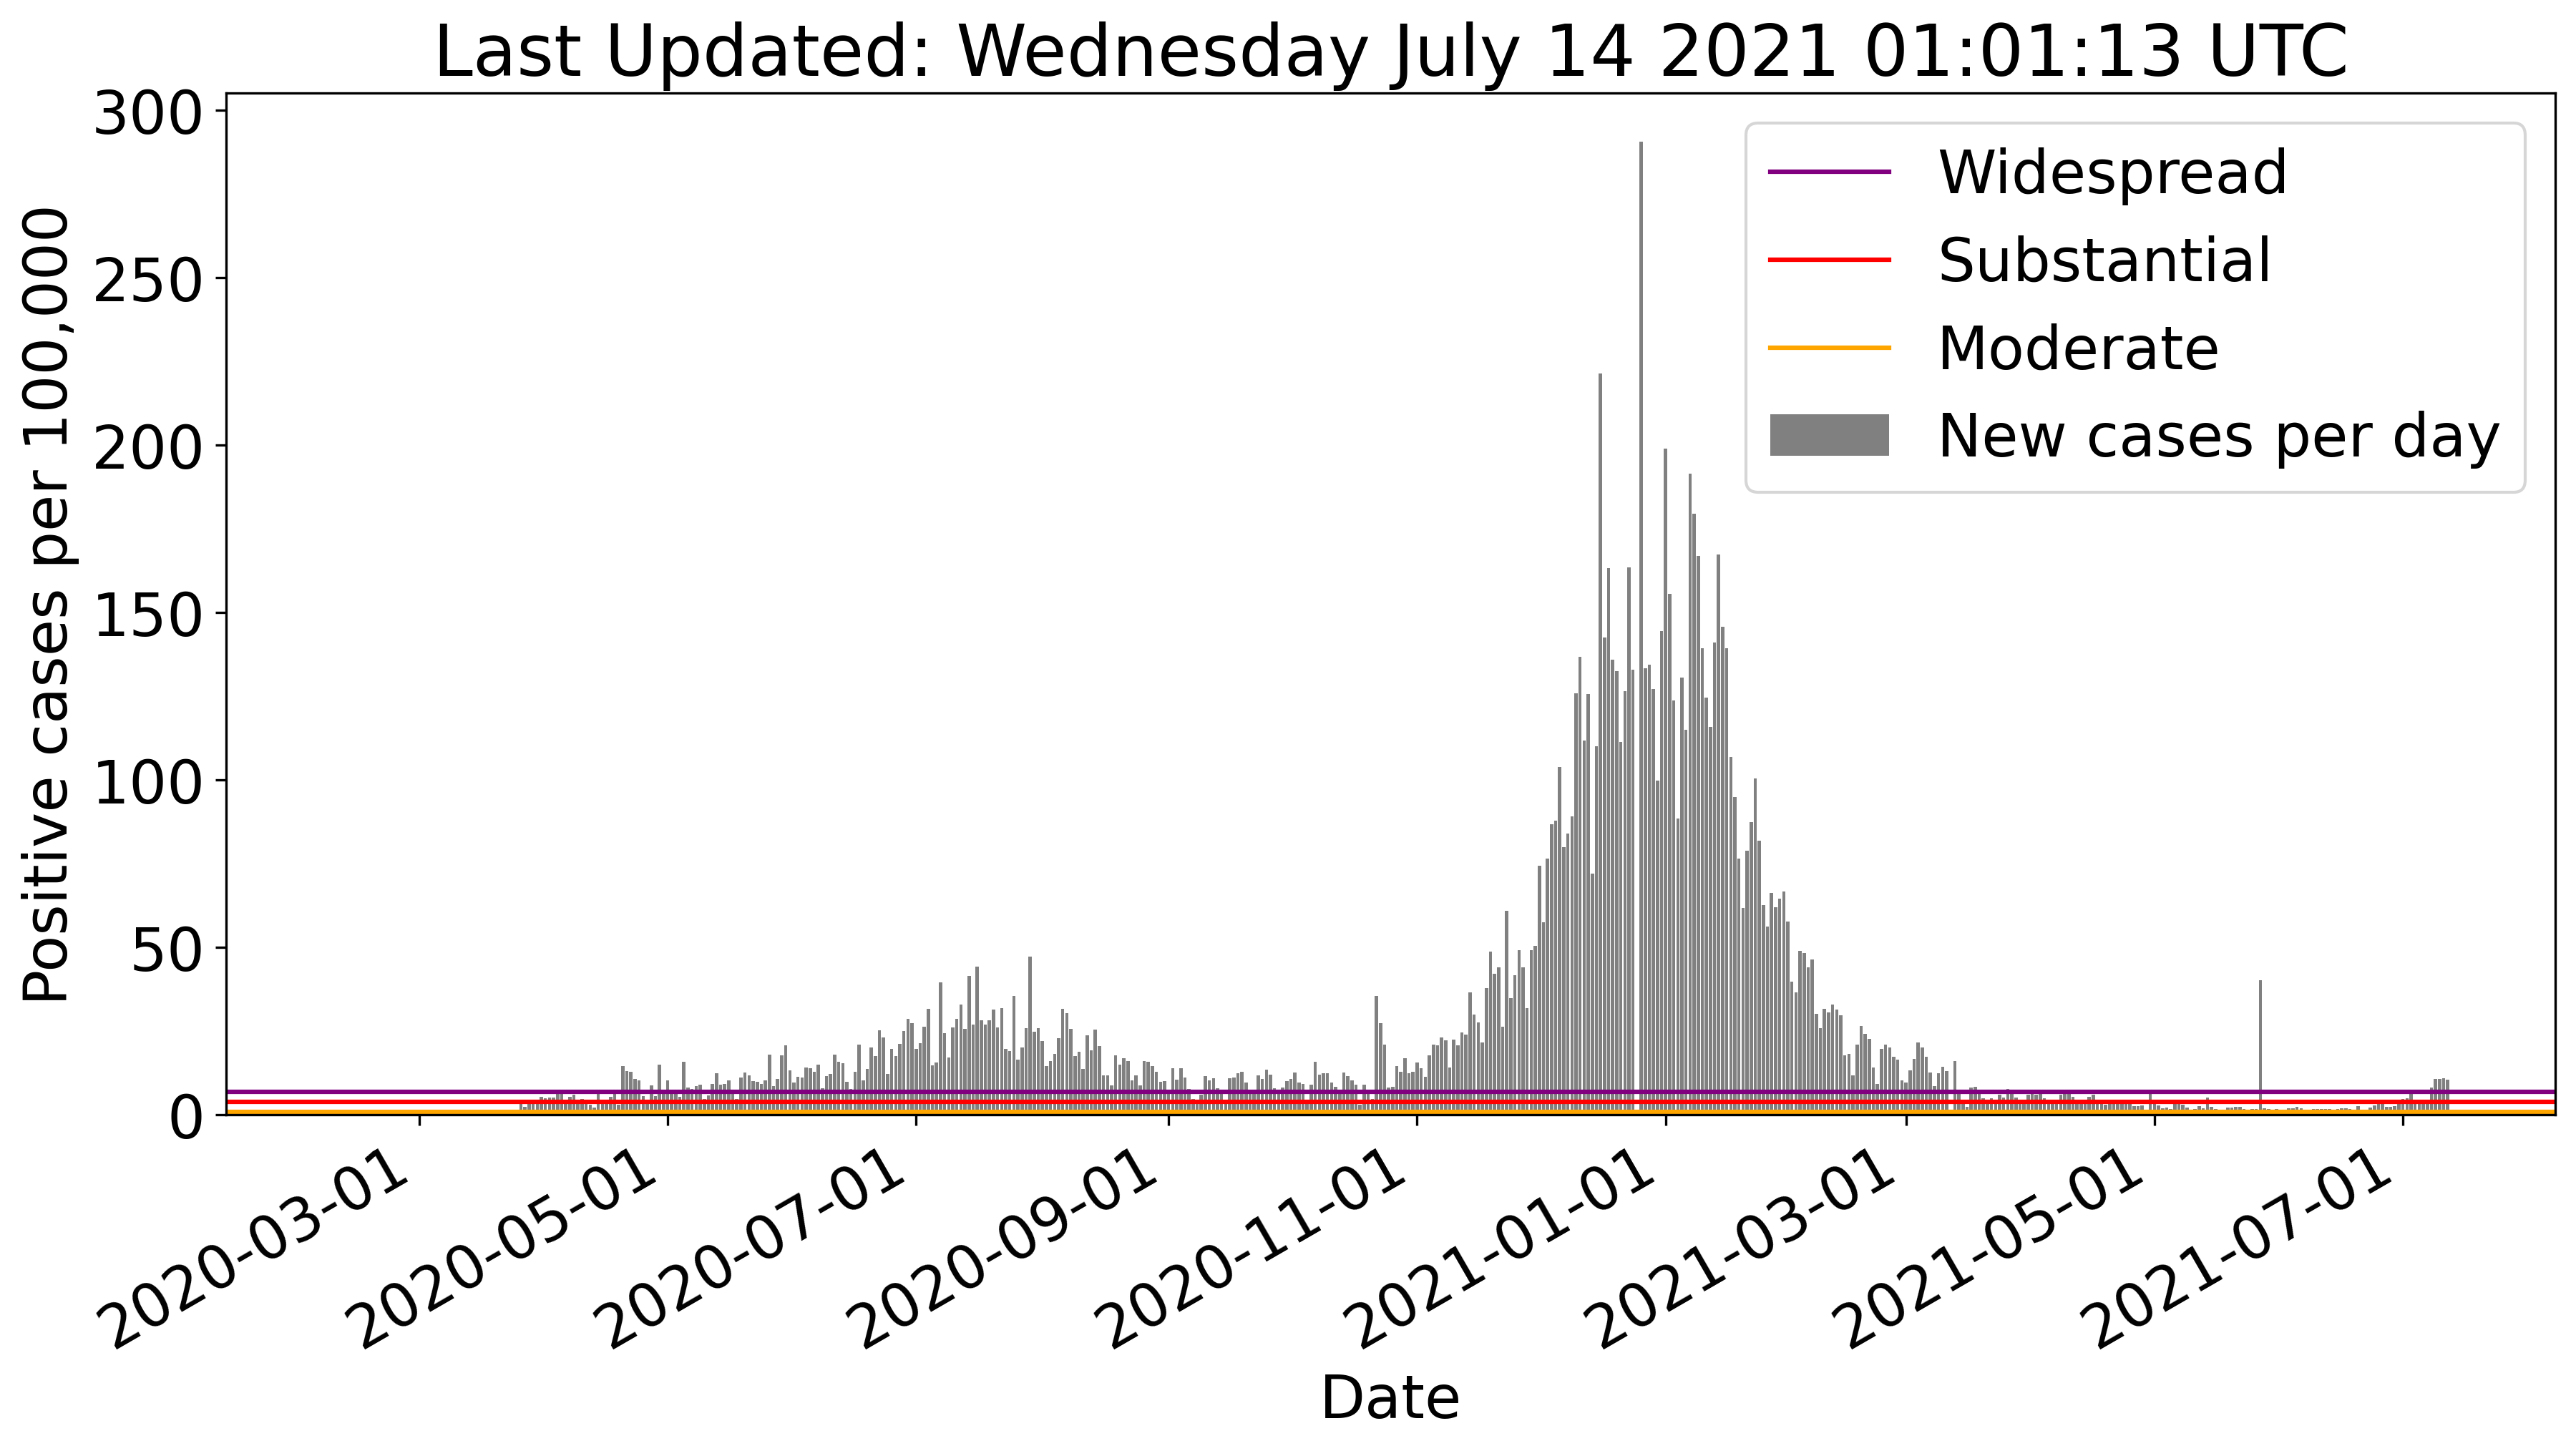 Last Updated: Wednesday July 14 2021 01:01:13 UTC
Positive cases per 100,000
300
250
200
150
100
50
0
Widespread
Substantial
Moderate
New cases per day
2020-03-01
2020-05-01
2020-07-01
2020-09-01
2020-11-01
2021-01-01
2021-03-01
2021-05-01
2021-07-01
Date